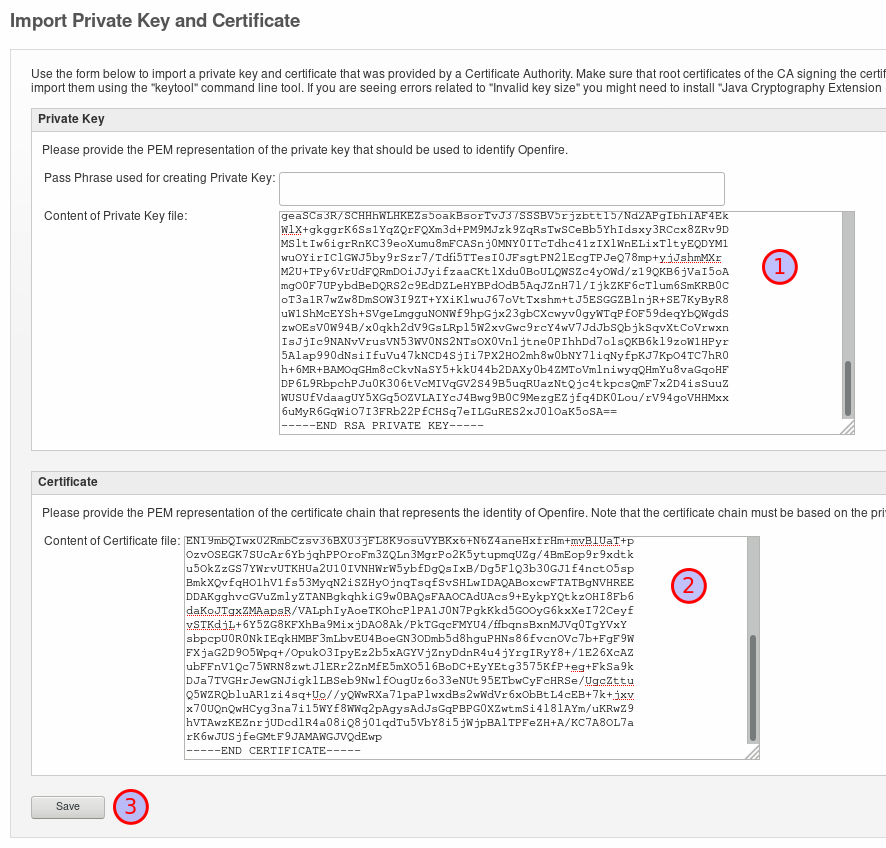 Import Private Key and Certificate
Use the form below to import a private key and certificate that was provided by a Certificate Authority. Make sure that root certificates of the CA signing the certif
import them using the "keytool" command line tool. If you are seeing errors related to "Invalid key size" you might need to install "Java Cryptography Extension
Private Key
Please provide the PEM representation of the private key that should be used to identify Openfire.
Pass Phrase used for creating Private Key:
Content of Private Key file:
geaSCs3R/SCHHhWLHKEZs5oakBsorTvJ37SSSBV5rjzbtt15/Nd2APgIbhlAF4Ek
WlX+gkggrK6Ss1YqZQrFQXm3d+PM9MJzk9ZqRsTwSCeBb5YhIdsxy3RCcx8ZRv9D
MSltIw6igrRnKC39eoXumu8mFCASnj0MNY0ITcTdhc41zIXlWnELixTltyEQDYM1
wuOYirIClGWJ5by9rSzr7/Tdfi5TTesI0JFsgtPN2lEcgTPJeQ78mp+yjJshmMXr
M2U+TPy6VrUdFQRmDOiJJyifzaaCKtlXdu0BoULQWSZc4yOWd/z19QKB6jVaI5oA
mgO0F7UPybdBeDQRS2c9EdDZLeHYBPdOdB5AqJZnH7l/IjkZKF6cTlum6SmKRB0C
oT3a1R7wZw8DmSOW3I9ZT+YXiKlwuJ67oVtTxshm+tJ5ESGGZBlnjR+SE7KyByR8
uW1ShMcEYSh+SVgeLmgguNONWf9hpGjx23gbCXcwyv0gyWTqPfOF59deqYbQWgdS
zwOEsV0W94B/x0qkh2dV9GsLRpl5W2xvGwc9rcY4wV7JdJbSQbjkSqvXtCoVrwxn
IsJjIc9NANvVrusVN53WV0NS2NTsOX0Vnljtne0PIhhDd7olsQKB6kl9zoW1HPyr
5Alap990dNsiIfuVu47kNCD4SjIi7PX2HO2mh8w0bNY7liqNyfpKJ7KpO4TC7hR0
h+6MR+BAMOqGHm8cCkvNaSY5+kkU44b2DAXy0b4ZMToVmlniwyqQHmYu8vaGqoHF
DP6L9RbpchPJu0K306tVcMIVqGV2S49B5uqRUazNtQjc4tkpcsQmF7x2D4isSuuZ
WUSUfVdaagUY5XGq5OZVLAIYcJ4Bwg9B0C9MezgEZjfq4DK0Lou/rV94goVHHMxx
6uMyR6GqWiO7I3FRb22PfCHSq7eILGuRES2xJ0lOaK5oSA==
-----END RSA PRIVATE KEY-----
1
Certificate
Please provide the PEM representation of the certificate chain that represents the identity of Openfire. Note that the certificate chain must be based on the priv
Content of Certificate file:
EN19mbQIwx02RmbCzsv36BX03jFL8K9osuVYBKx6+N6Z4aneHxfrHm+mvBlUaT+p
OzvOSEGK7SUcAr6YbjqhPPOroFm3ZQLn3MgrPo2K5ytupmqUZg/4BmEop9r9xdtk
u5OkZzGS7YWrvUTKHUa2U10IVNHWrW5ybfDgQsIxB/Dg5FlQ3b30GJ1f4nctO5sp
BmkXQvfqHO1hV1fs53MyqN2iSZHyOjnqTsqfSvSHLwIDAQABoxcwFTATBgNVHREE
DDAKgghvcGVuZmlyZTANBgkqhkiG9w0BAQsFAAOCAdUAcs9+EykpYQtkzOHI8Fb6
daKoJTgxZMAapsR/VALphIyAoeTKOhcPlPA1J0N7PgkKkd5GOOyG6kxXeI72Ceyf
vSTKdjL+6Y5ZG8KFXhBa9MixjDAO8Ak/PkTGqcFMYU4/ffbqnsBxnMJVq0TgYVxY
sbpcpU0R0NkIEqkHMBF3mLbvEU4BoeGN3ODmb5d8hguPHNs86fvcnOVc7b+FgF9W
FXjaG2D9O5Wpq+/OpukO3IpyEz2b5xAGYVjZnyDdnR4u4jYrgIRyY8+/1E26XcAZ
ubFFnV1Qc75WRN8zwtJlERr2ZnMfE5mXO5l6BoDC+EyYEtg3575KfP+eg+FkSa9k
DJa7TVGHrJewGNJigklLBSeb9NwlfOugUz6o33eNUt95ETbwCyFcHRSe/UgcZttu
Q5WZRQbluAR1zi4sq+Uo//yQWwRXa71paPlwxdBs2wWdVr6xObBtL4cEB+7k+jxv
x70UQnQwHCyg3na7i15WYf8WWq2pAgysAdJsGqPBPG0XZwtmSi4l8lAYm/uKRwZ9
hVTAwzKEZnrjUDcdlR4a08iQ8j01qdTu5VbY8i5jWjpBAlTPFeZH+A/KC7A8OL7a
rK6wJUSjfeGMtF9JAMAWGJVQdEwp
-----END CERTIFICATE-----
2
Save
3